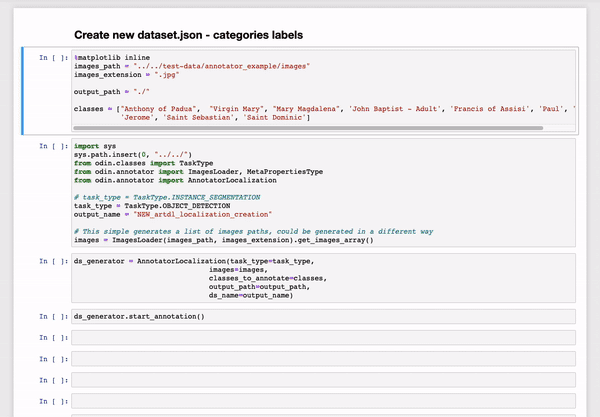 Create new dataset.json - categories labels
In [ ]: %matplotlib inline
images_path = "../../test-data/annotator_example/images"
images_extension = ".jpg"
output_path = "./"
classes = ["Anthony of Padua",  "Virgin Mary", "Mary Magdalena", 'John Baptist - Adult', 'Francis of Assisi', 'Paul', '
'Jerome', 'Saint Sebastian', 'Saint Dominic']
In [ ]: import sys
sys.path.insert(0, "../../")
from odin.classes import TaskType
from odin.annotator import ImagesLoader, MetaPropertiesType
from odin.annotator import AnnotatorLocalization
# task_type = TaskType.INSTANCE_SEGMENTATION
task_type = TaskType.OBJECT_DETECTION
output_name = "NEW_artdl_localization_creation"
# This simple generates a list of images paths, could be generated in a different way
images = ImagesLoader(images_path, images_extension).get_images_array()
In [ ]: ds_generator = AnnotatorLocalization(task_type=task_type,
images=images,
classes_to_annotate=classes,
output_path=output_path,
ds_name=output_name)
In [ ]: ds_generator.start_annotation()
In [ ]:
In [ ]:
In [ ]:
In [ ]: